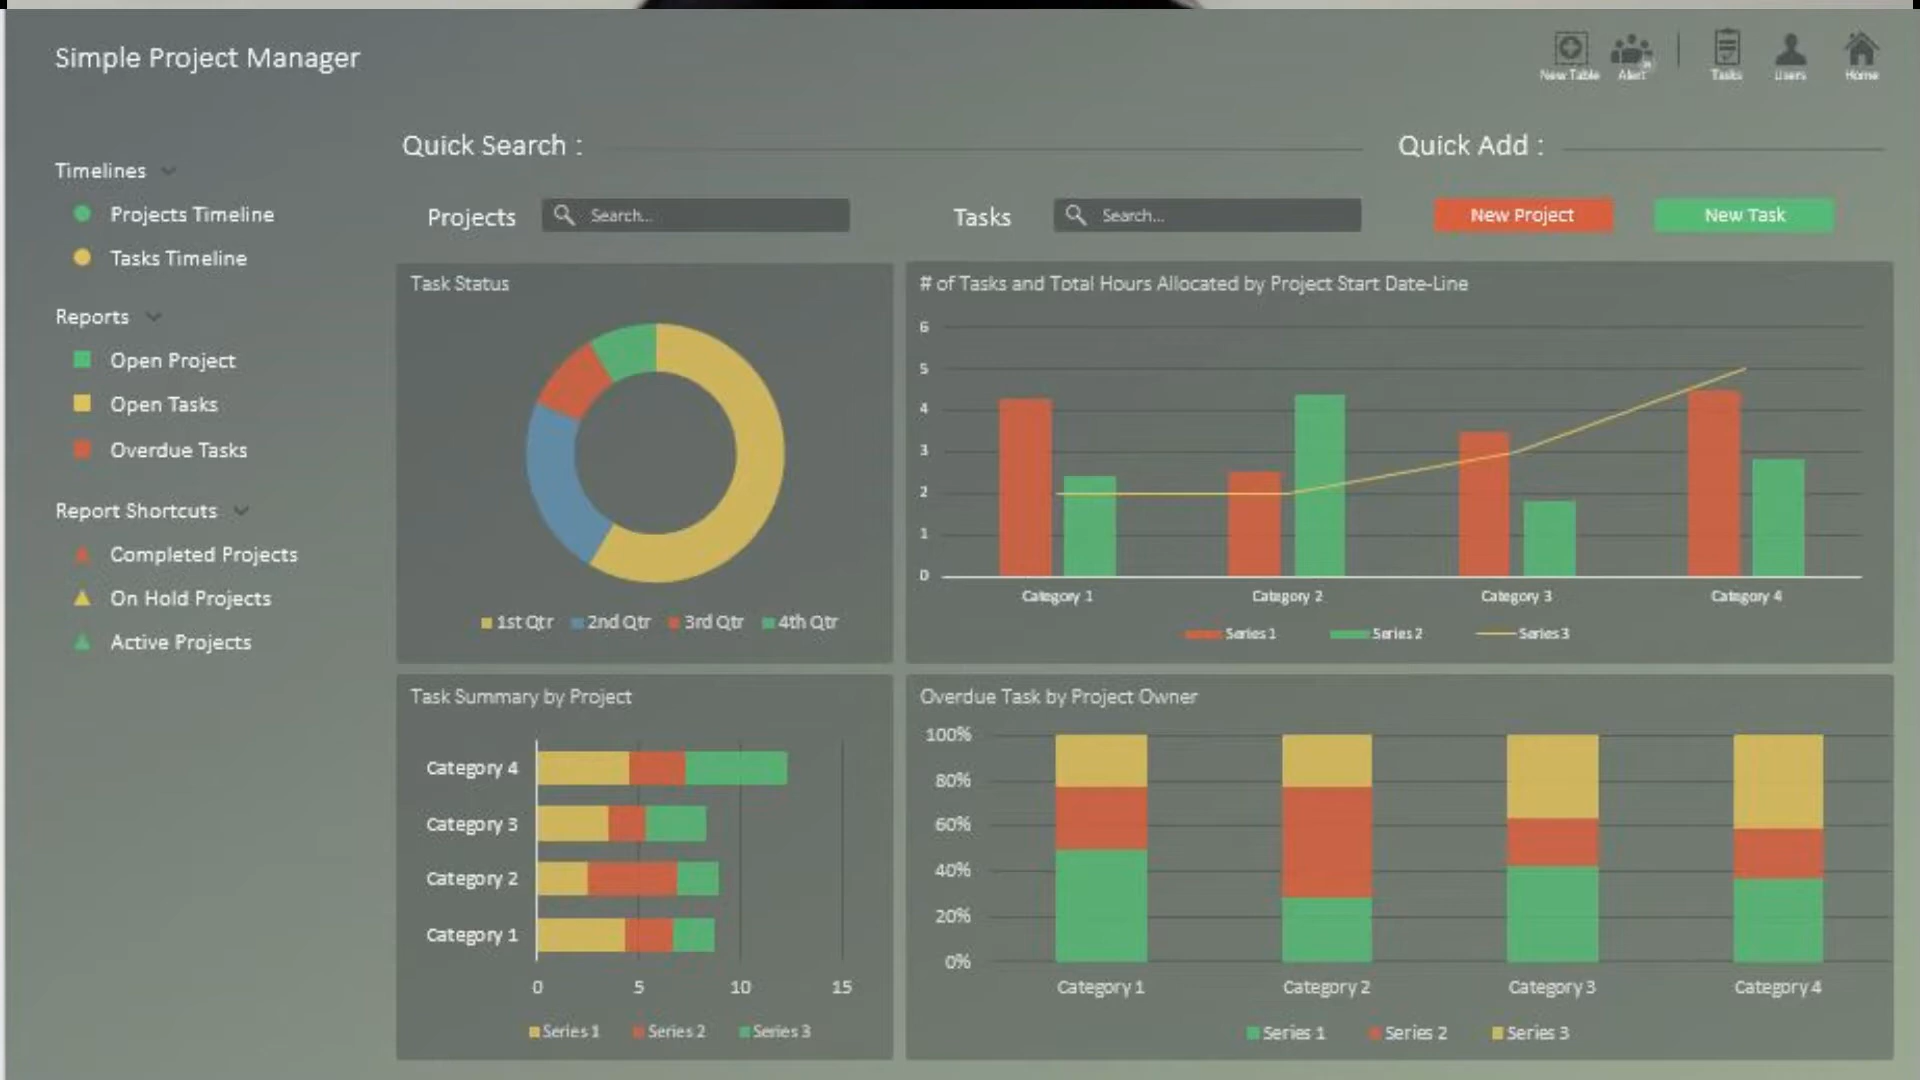 Simple Project Manager
New Table
Alert
Tasks
Users
Home
Quick Search :
Quick Add :
Timelines
Projects Timeline
Tasks Timeline
Reports
Open Project
Open Tasks
Overdue Tasks
Report Shortcuts
Completed Projects
On Hold Projects
Active Projects
Projects
Search...
Tasks
Search...
New Project
New Task
Task Status
1st Qtr 2nd Qtr 3rd Qtr 4th Qtr
# of Tasks and Total Hours Allocated by Project Start Date-Line
6
5
4
3
2
1
0
Category 1 Category 2 Category 3 Category 4
Series 1 Series 2 Series 3
Task Summary by Project
Category 4
Category 3
Category 2
Category 1
0 5 10 15
Series 1 Series 2 Series 3
Overdue Task by Project Owner
100%
80%
60%
40%
20%
0%
Category 1 Category 2 Category 3 Category 4
Series 1 Series 2 Series 3